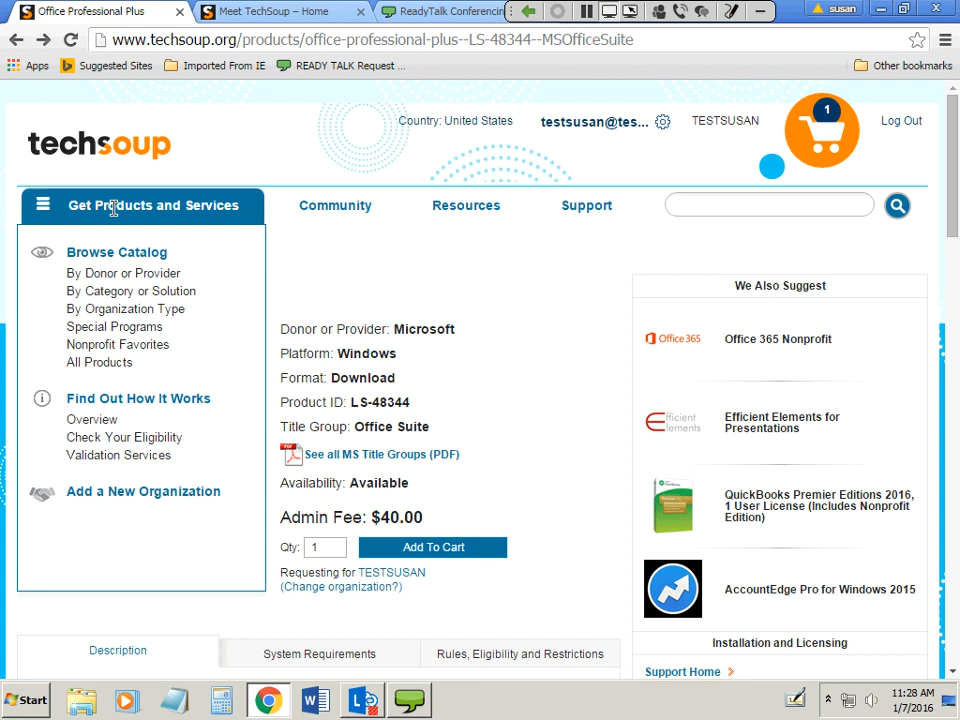 Office Professional Plus
Meet TechSoup – Home
ReadyTalk Conferencin
susan
www.techsoup.org/products/office-professional-plus--LS-48344--MSOfficeSuite
Apps
Suggested Sites
Imported From IE
READY TALK Request ...
Other bookmarks
techsoup
Country: United States
testsusan@tes...
TESTSUSAN
1
Log Out
Get Products and Services
Community
Resources
Support
Browse Catalog
By Donor or Provider
By Category or Solution
By Organization Type
Special Programs
Nonprofit Favorites
All Products
Find Out How It Works
Overview
Check Your Eligibility
Validation Services
Add a New Organization
Donor or Provider: Microsoft
Platform: Windows
Format: Download
Product ID: LS-48344
Title Group: Office Suite
See all MS Title Groups (PDF)
Availability: Available
Admin Fee: $40.00
Qty: 1
Add To Cart
Requesting for TESTSUSAN
(Change organization?)
We Also Suggest
Office 365
Office 365 Nonprofit
Efficient
Elements
Efficient Elements for
Presentations
QuickBooks Premier Editions 2016,
1 User License (Includes Nonprofit
Edition)
AccountEdge Pro for Windows 2015
Installation and Licensing
Support Home
Description
System Requirements
Rules, Eligibility and Restrictions
Start
11:28 AM
1/7/2016